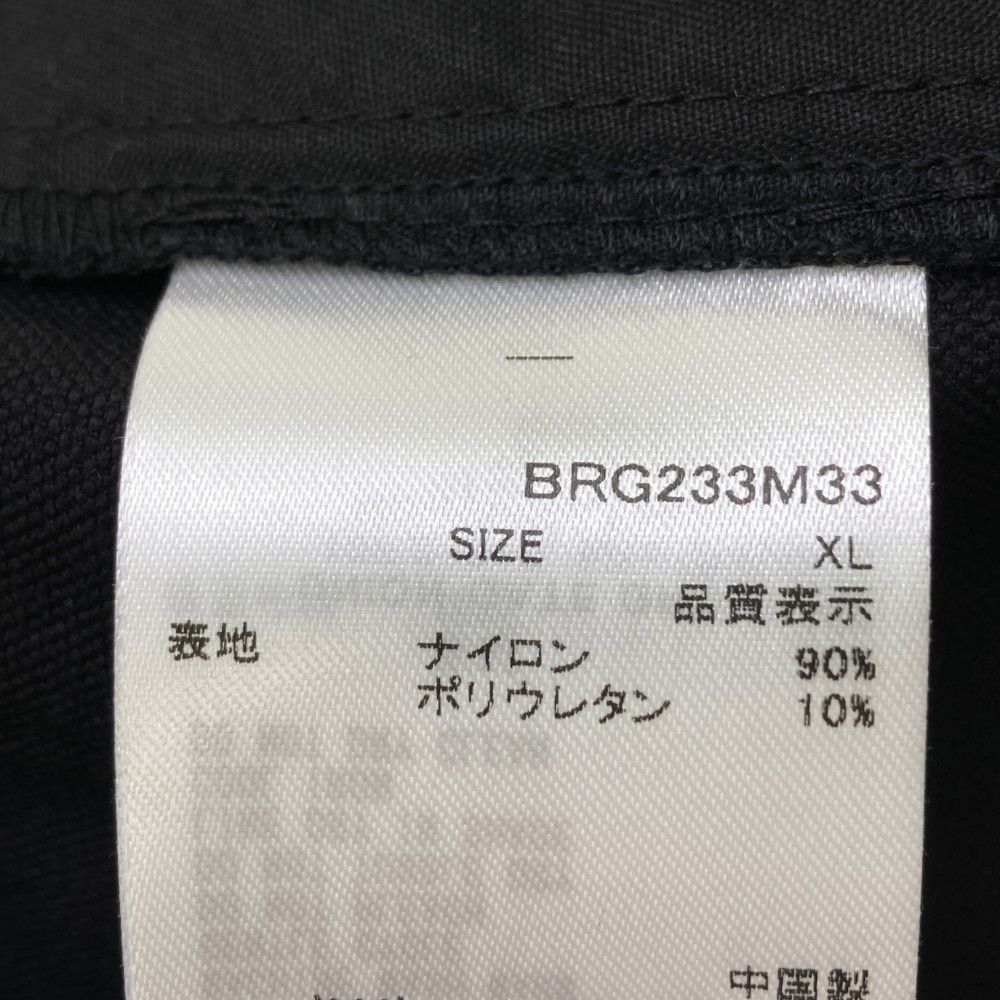 BRG233M33
SIZE XL
品質表示
表地 ナイロン 90%
ポリウレタン 10%
中国製